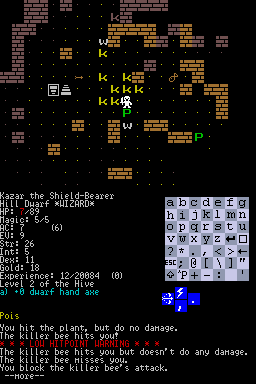 Kazar the Shield-Bearer
Hill Dwarf *WIZARD*
HP: 7/89
Magic: 5/5
AC: 7 (6)
EV: 9
Str: 26
Int: 6
Dex: 11
Gold: 18
Experience: 12/20084 (0)
Level 2 of the Hive
a) +0 dwarf hand axe
Pois
You hit the plant, but do no damage.
The killer bee hits you!
* * * LOW HITPOINT WARNING * * *
The killer bee hits you but doesn't do any damage.
The killer bee misses you.
You block the killer bee's attack.
--More--
a b c d e f g
h i j k l m n
o p q r s t u
v w x y z